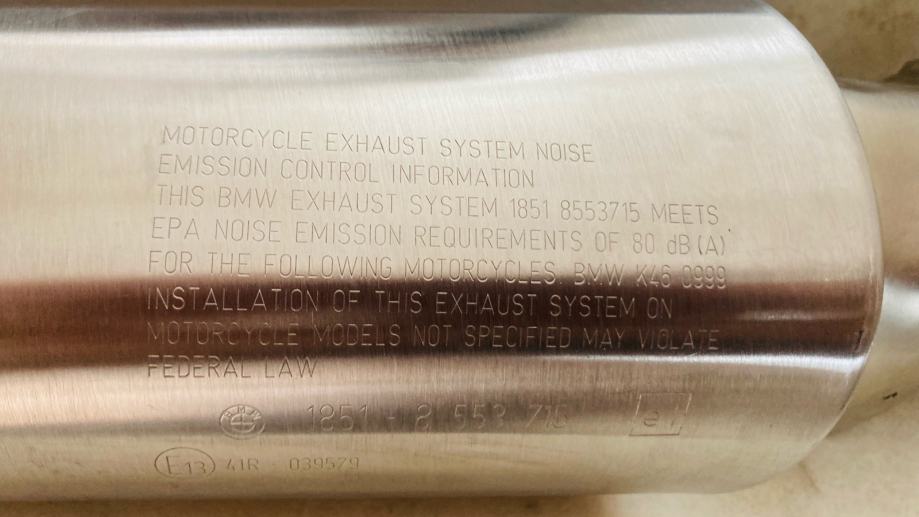 MOTORCYCLE EXHAUST SYSTEM NOISE
EMISSION CONTROL INFORMATION
THIS BMW EXHAUST SYSTEM 1851 8553715 MEETS
EPA NOISE EMISSION REQUIREMENTS OF 80 dB (A)
FOR THE FOLLOWING MOTORCYCLES: BMW K46 0999
INSTALLATION OF THIS EXHAUST SYSTEM ON
MOTORCYCLE MODELS NOT SPECIFIED MAY VIOLATE
FEDERAL LAW
BMW 1851 - 8 553 715 e1
E13 41R - 039579